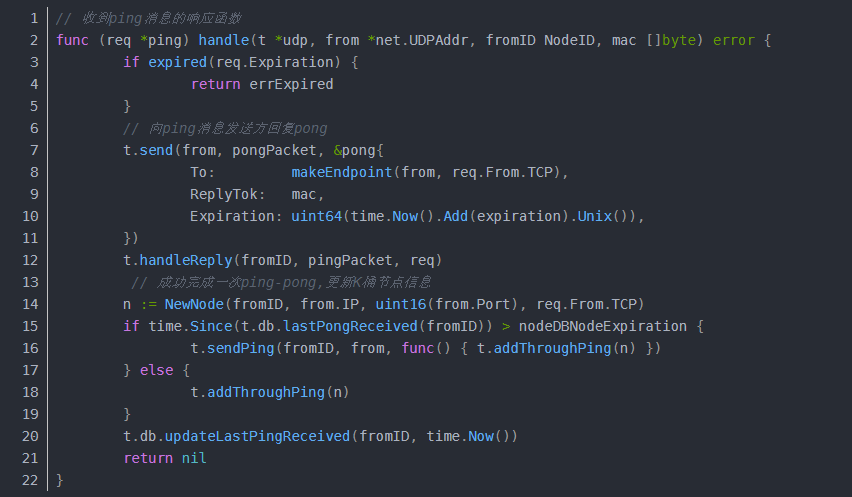 1 // 收到ping消息的响应函数
2 func (req *ping) handle(t *udp, from *net.UDPAddr, fromID NodeID, mac []byte) error {
3 if expired(req.Expiration) {
4 return errExpired
5 }
6 // 向ping消息发送方回复pong
7 t.send(from, pongPacket, &pong{
8 To: makeEndpoint(from, req.From.TCP),
9 ReplyTok: mac,
10 Expiration: uint64(time.Now().Add(expiration).Unix()),
11 })
12 t.handleReply(fromID, pingPacket, req)
13 // 成功完成一次ping-pong,更新K桶节点信息
14 n := NewNode(fromID, from.IP, uint16(from.Port), req.From.TCP)
15 if time.Since(t.db.lastPongReceived(fromID)) > nodeDBNodeExpiration {
16 t.sendPing(fromID, from, func() { t.addThroughPing(n) })
17 } else {
18 t.addThroughPing(n)
19 }
20 t.db.updateLastPingReceived(fromID, time.Now())
21 return nil
22 }